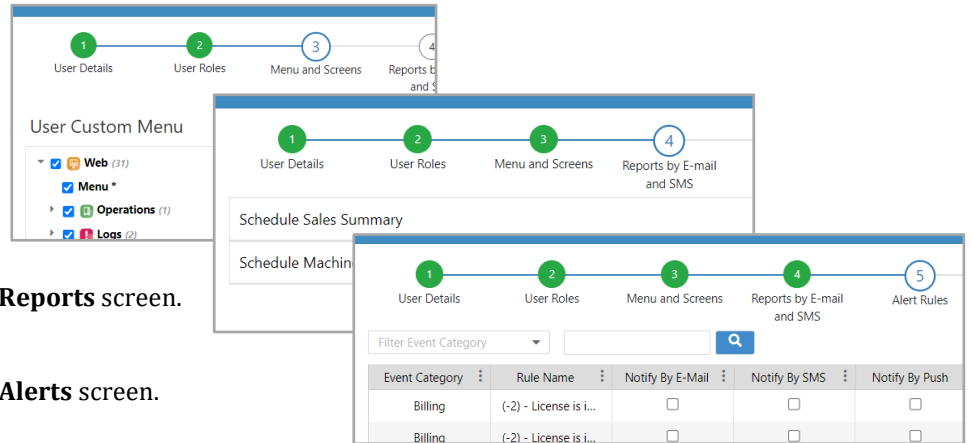 1 2 3 4
User Details User Roles Menu and Screens Reports b
and S
User Custom Menu
Web (31)
Menu *
Operations (1)
Logs (2)
1 2 3 4
User Details User Roles Menu and Screens Reports by E-mail
and SMS
Schedule Sales Summary
Schedule Machin
1 2 3 4 5
User Details User Roles Menu and Screens Reports by E-mail Alert Rules
and SMS
Filter Event Category
Event Category Rule Name Notify By E-Mail Notify By SMS Notify By Push
Billing (-2) - License is i...
Billing (-2) - License is i...
Reports screen.
Alerts screen.